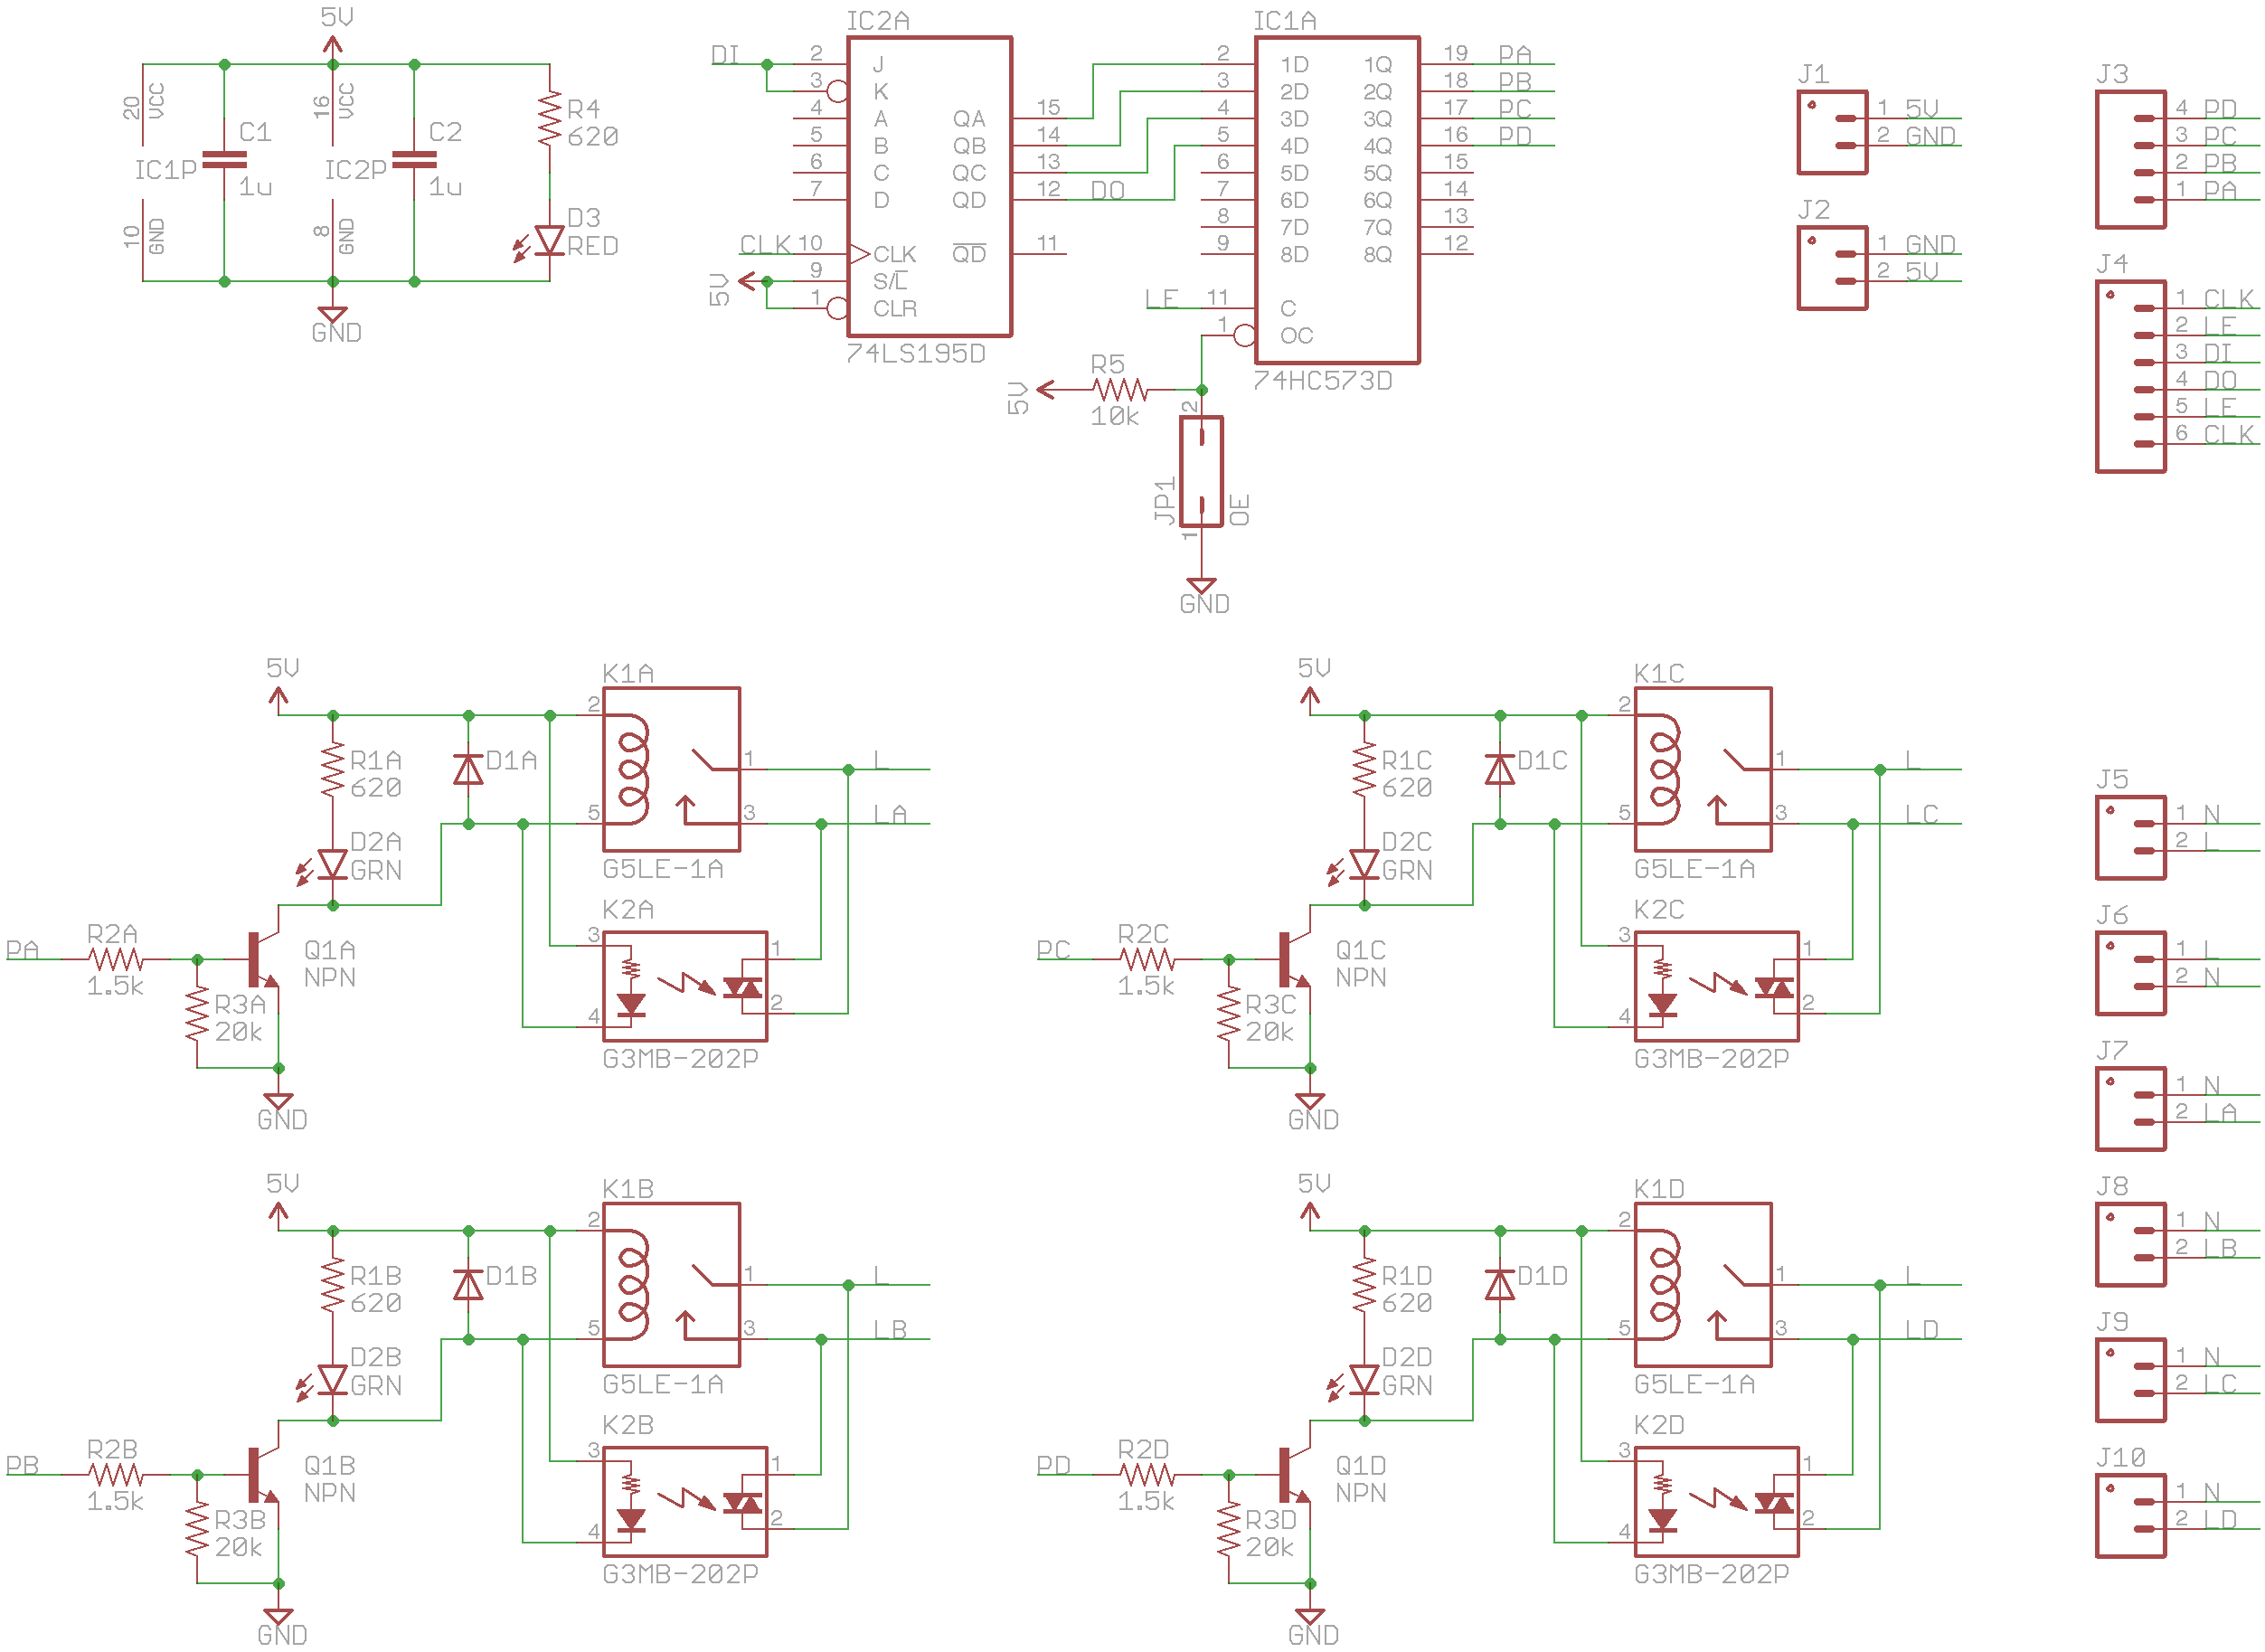 5V
20
VCC
16
VCC
C1
1u
IC1P
C2
1u
IC2P
R4
620
D3
RED
10
GND
8
GND
GND
IC2A
DI
2
J
3
K
4
A
5
B
6
C
7
D
CLK
10
CLK
5V
9
S/L
1
CLR
QA
15
QB
14
QC
13
QD
12
DO
QD
11
74LS195D
IC1A
2
1D
3
2D
4
3D
5
4D
6
5D
7
6D
8
7D
9
8D
LE
11
C
1
OC
1Q
19
PA
2Q
18
PB
3Q
17
PC
4Q
16
PD
5Q
15
6Q
14
7Q
13
8Q
12
74HC573D
5V
R5
10k
2
JP1
OE
1
GND
J1
1 5V
2 GND
J2
1 GND
2 5V
J3
4 PD
3 PC
2 PB
1 PA
J4
1 CLK
2 LE
3 DI
4 DO
5 LE
6 CLK
5V
R1A
620
D1A
D2A
GRN
PA
R2A
1.5k
R3A
20k
Q1A
NPN
GND
K1A
2
5
1
3
L
LA
G5LE-1A
K2A
3
4
1
2
G3MB-202P
5V
R1C
620
D1C
D2C
GRN
PC
R2C
1.5k
R3C
20k
Q1C
NPN
GND
K1C
2
5
1
3
L
LC
G5LE-1A
K2C
3
4
1
2
G3MB-202P
5V
R1B
620
D1B
D2B
GRN
PB
R2B
1.5k
R3B
20k
Q1B
NPN
GND
K1B
2
5
1
3
L
LB
G5LE-1A
K2B
3
4
1
2
G3MB-202P
5V
R1D
620
D1D
D2D
GRN
PD
R2D
1.5k
R3D
20k
Q1D
NPN
GND
K1D
2
5
1
3
L
LD
G5LE-1A
K2D
3
4
1
2
G3MB-202P
J5
1 N
2 L
J6
1 L
2 N
J7
1 N
2 LA
J8
1 N
2 LB
J9
1 N
2 LC
J10
1 N
2 LD